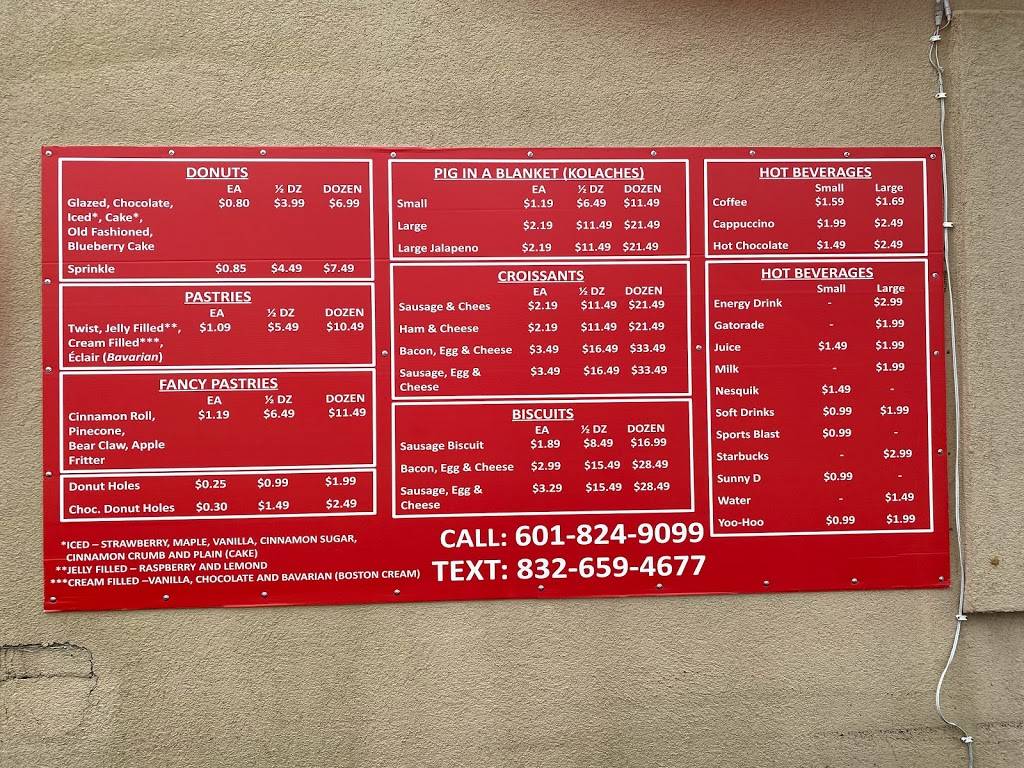 DONUTS
EA ½ DZ DOZEN
Glazed, Chocolate, $0.80 $3.99 $6.99
Iced*, Cake*,
Old Fashioned,
Blueberry Cake
Sprinkle $0.85 $4.49 $7.49
PASTRIES
EA ½ DZ DOZEN
Twist, Jelly Filled**, $1.09 $5.49 $10.49
Cream Filled***,
Éclair (Bavarian)
FANCY PASTRIES
EA ½ DZ DOZEN
Cinnamon Roll, $1.19 $6.49 $11.49
Pinecone,
Bear Claw, Apple
Fritter
Donut Holes $0.25 $0.99 $1.99
Choc. Donut Holes $0.30 $1.49 $2.49
*ICED – STRAWBERRY, MAPLE, VANILLA, CINNAMON SUGAR,
CINNAMON CRUMB AND PLAIN (CAKE)
**JELLY FILLED – RASPBERRY AND LEMOND
***CREAM FILLED –VANILLA, CHOCOLATE AND BAVARIAN (BOSTON CREAM)
PIG IN A BLANKET (KOLACHES)
EA ½ DZ DOZEN
Small $1.19 $6.49 $11.49
Large $2.19 $11.49 $21.49
Large Jalapeno $2.19 $11.49 $21.49
CROISSANTS
EA ½ DZ DOZEN
Sausage & Chees $2.19 $11.49 $21.49
Ham & Cheese $2.19 $11.49 $21.49
Bacon, Egg & Cheese $3.49 $16.49 $33.49
Sausage, Egg & $3.49 $16.49 $33.49
Cheese
BISCUITS
EA ½ DZ DOZEN
Sausage Biscuit $1.89 $8.49 $16.99
Bacon, Egg & Cheese $2.99 $15.49 $28.49
Sausage, Egg & $3.29 $15.49 $28.49
Cheese
CALL: 601-824-9099
TEXT: 832-659-4677
HOT BEVERAGES
Small Large
Coffee $1.59 $1.69
Cappuccino $1.99 $2.49
Hot Chocolate $1.49 $2.49
HOT BEVERAGES
Small Large
Energy Drink - $2.99
Gatorade - $1.99
Juice $1.49 $1.99
Milk - $1.99
Nesquik $1.49 -
Soft Drinks $0.99 $1.99
Sports Blast $0.99 -
Starbucks - $2.99
Sunny D $0.99 -
Water - $1.49
Yoo-Hoo $0.99 $1.99